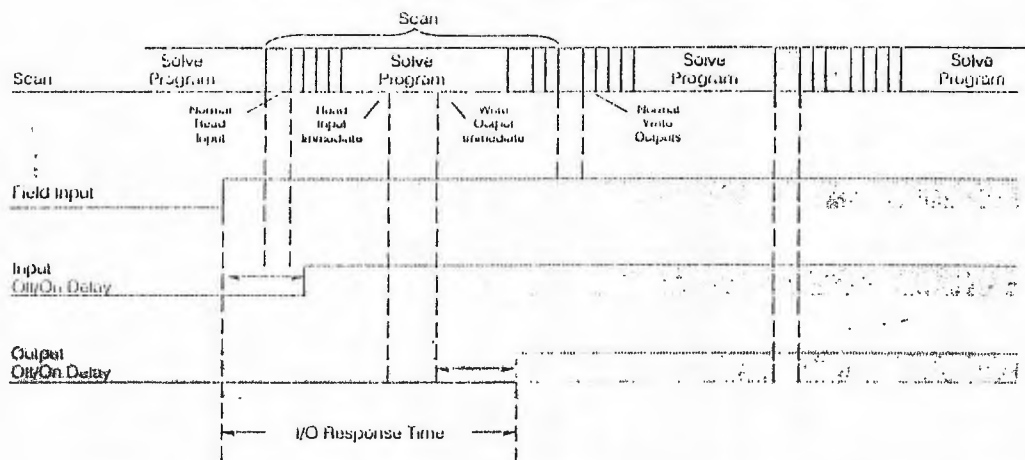 Scan
Scan
Solve
Program
Solve
Program
Solve
Program
Solve
Program
Normal
Read
Input
Read
Input
Immediate
Write
Output
Immediate
Normal
Write
Outputs
Field Input
Input
Off/On Delay
Output
Off/On Delay
I/O Response Time